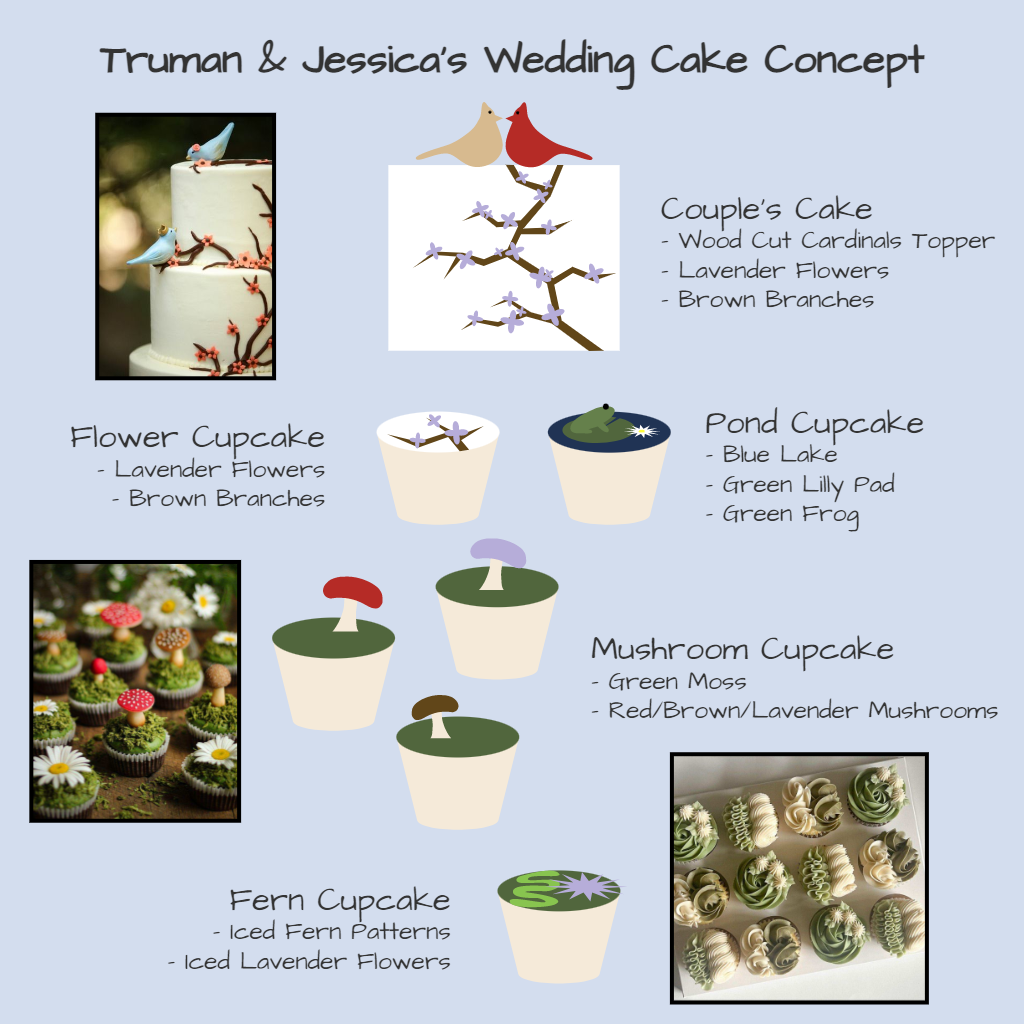 Truman & Jessica's Wedding Cake Concept
Couple's Cake
- Wood Cut Cardinals Topper
- Lavender Flowers
- Brown Branches
Flower Cupcake
- Lavender Flowers
- Brown Branches
Pond Cupcake
- Blue Lake
- Green Lilly Pad
- Green Frog
Mushroom Cupcake
- Green Moss
- Red/Brown/Lavender Mushrooms
Fern Cupcake
- Iced Fern Patterns
- Iced Lavender Flowers